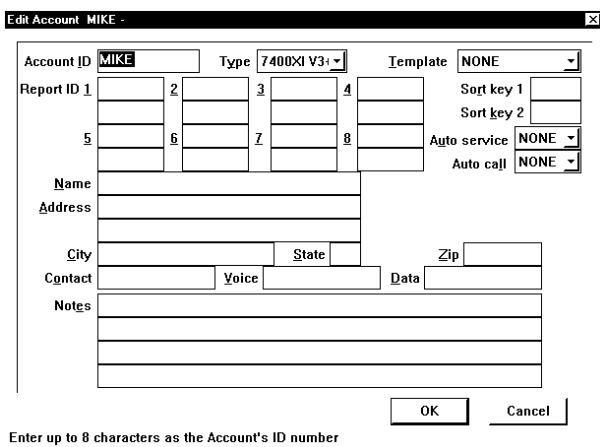 Edit Account MIKE -
Account ID MIKE Type 7400XI V3+ Template NONE
Report ID 1 2 3 4 Sort key 1
Sort key 2
5 6 7 8 Auto service NONE
Auto call NONE
Name
Address
City State Zip
Contact Voice Data
Notes
OK Cancel
Enter up to 8 characters as the Account's ID number